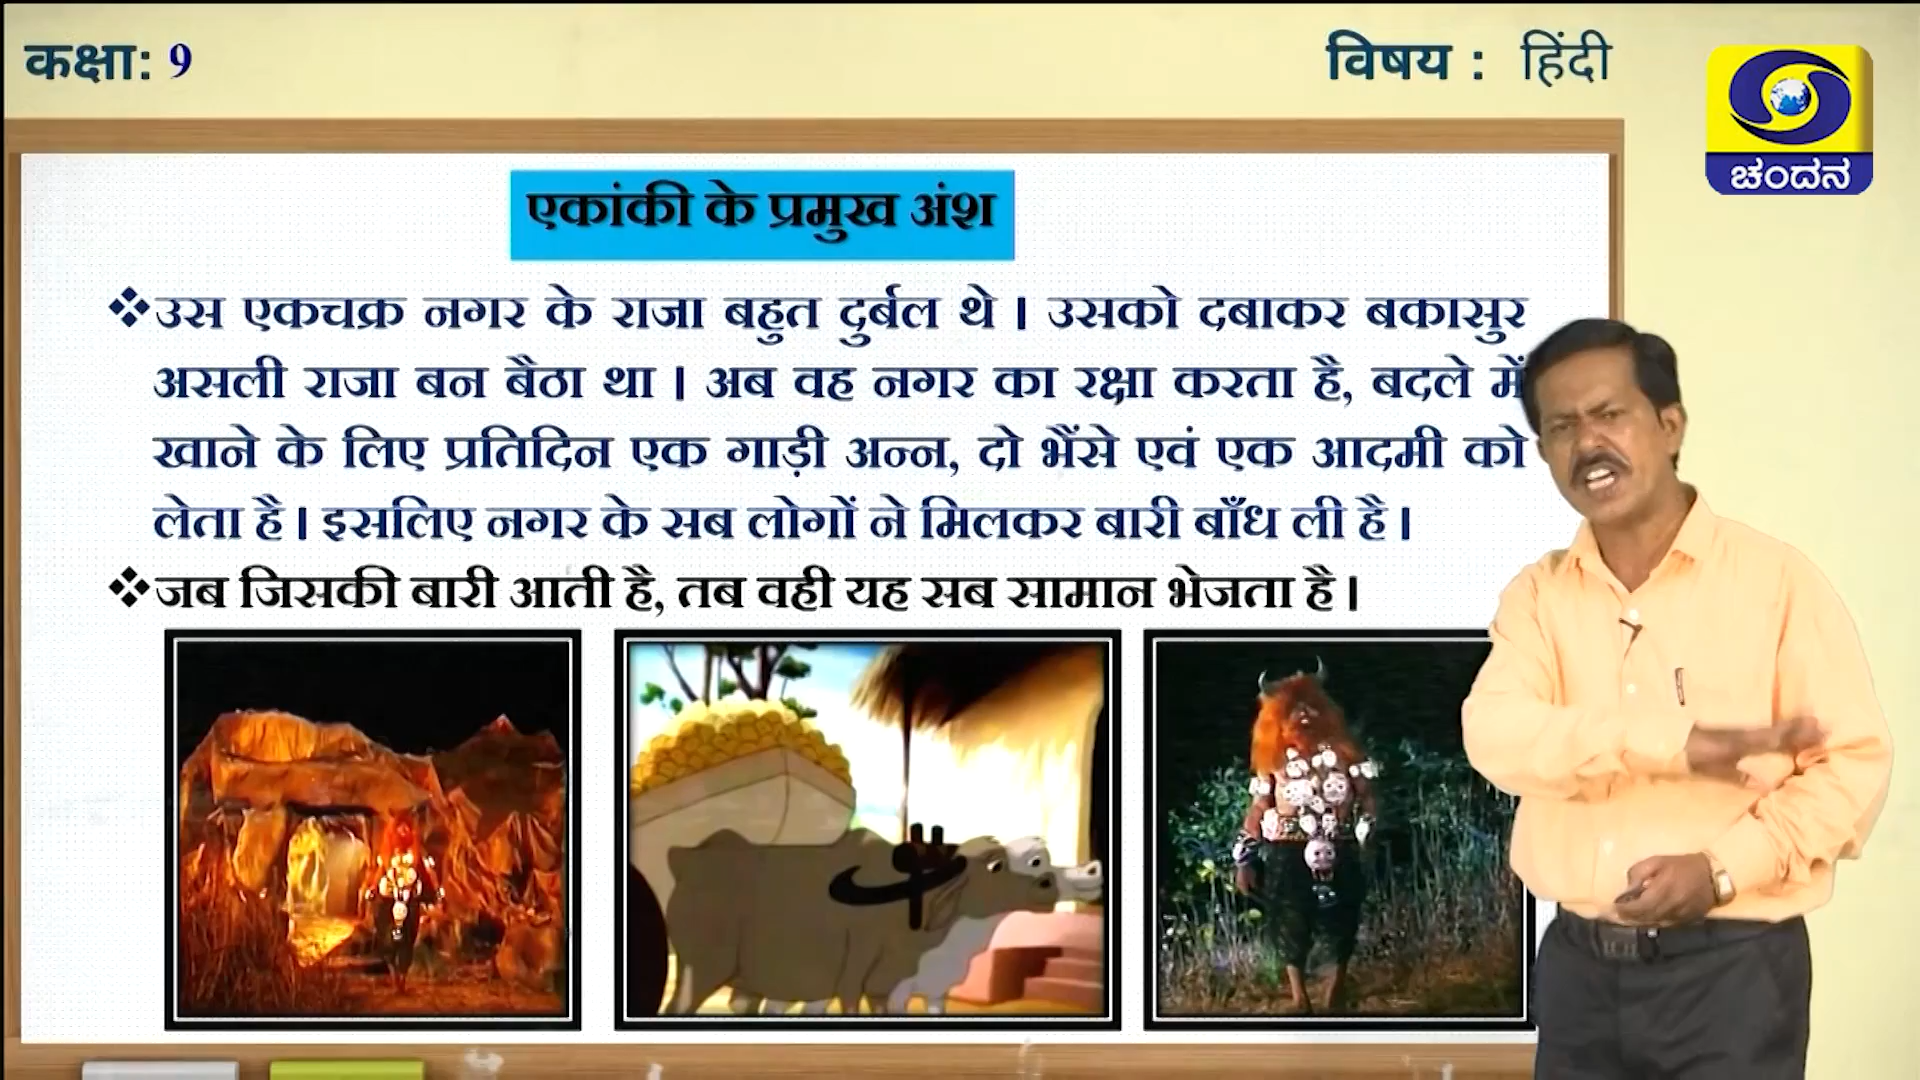 कक्षा: 9
विषय : हिंदी
ಚಂದನ
एकांकी के प्रमुख अंश
❖उस एकचक्र नगर के राजा बहुत दुर्बल थे । उसको दबाकर बकासुर
असली राजा बन बैठा था । अब वह नगर का रक्षा करता है, बदले में
खाने के लिए प्रतिदिन एक गाड़ी अन्न, दो भैंसे एवं एक आदमी को
लेता है । इसलिए नगर के सब लोगों ने मिलकर बारी बाँध ली है ।
❖जब जिसकी बारी आती है, तब वही यह सब सामान भेजता है ।